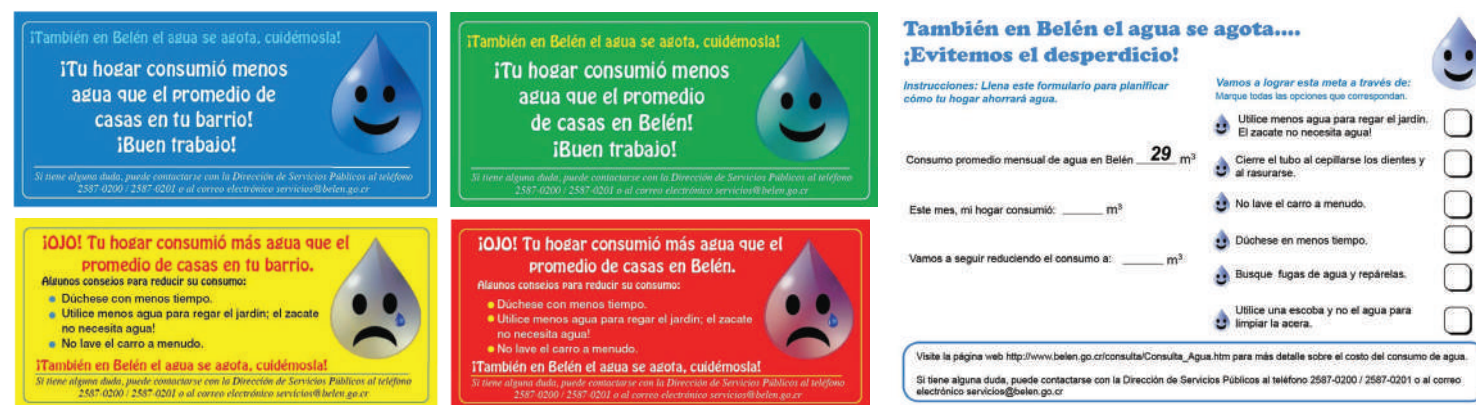 ¡También en Belén el agua se agota, cuidémosla!
¡Tu hogar consumió menos
agua que el promedio de
casas en tu barrio!
¡Buen trabajo!
Si tiene alguna duda, puede contactarse con la Dirección de Servicios Públicos al teléfono
2587-0200 / 2587-0201 o al correo electrónico servicios@belen.go.cr
¡También en Belén el agua se agota, cuidémosla!
¡Tu hogar consumió menos
agua que el promedio
de casas en Belén!
¡Buen trabajo!
Si tiene alguna duda, puede contactarse con la Dirección de Servicios Públicos al teléfono
2587-0200 / 2587-0201 o al correo electrónico servicios@belen.go.cr
¡OJO! Tu hogar consumió más agua que el
promedio de casas en tu barrio.
Algunos consejos para reducir su consumo:
Dúchese con menos tiempo.
Utilice menos agua para regar el jardín; el zacate
no necesita agua!
No lave el carro a menudo.
¡También en Belén el agua se agota, cuidémosla!
Si tiene alguna duda, puede contactarse con la Dirección de Servicios Públicos al teléfono
2587-0200 / 2587-0201 o al correo electrónico servicios@belen.go.cr
¡OJO! Tu hogar consumió más agua que el
promedio de casas en Belén.
Algunos consejos para reducir su consumo:
Dúchese con menos tiempo.
Utilice menos agua para regar el jardín; el zacate
no necesita agua!
No lave el carro a menudo.
¡También en Belén el agua se agota, cuidémosla!
Si tiene alguna duda, puede contactarse con la Dirección de Servicios Públicos al teléfono
2587-0200 / 2587-0201 o al correo electrónico servicios@belen.go.cr
También en Belén el agua se agota....
¡Evitemos el desperdicio!
Instrucciones: Llena este formulario para planificar
cómo tu hogar ahorrará agua.
Consumo promedio mensual de agua en Belén 29 m³
Este mes, mi hogar consumió: ______ m³
Vamos a seguir reduciendo el consumo a: ______ m³
Vamos a lograr esta meta a través de:
Marque todas las opciones que correspondan.
Utilice menos agua para regar el jardín.
El zacate no necesita agua!
Cierre el tubo al cepillarse los dientes y
al rasurarse.
No lave el carro a menudo.
Dúchese en menos tiempo.
Busque fugas de agua y repárelas.
Utilice una escoba y no el agua para
limpiar la acera.
Visite la página web http://www.belen.go.cr/consulta/Consulta_Agua.htm para más detalle sobre el costo del consumo de agua.
Si tiene alguna duda, puede contactarse con la Dirección de Servicios Públicos al teléfono 2587-0200 / 2587-0201 o al correo
electrónico servicios@belen.go.cr